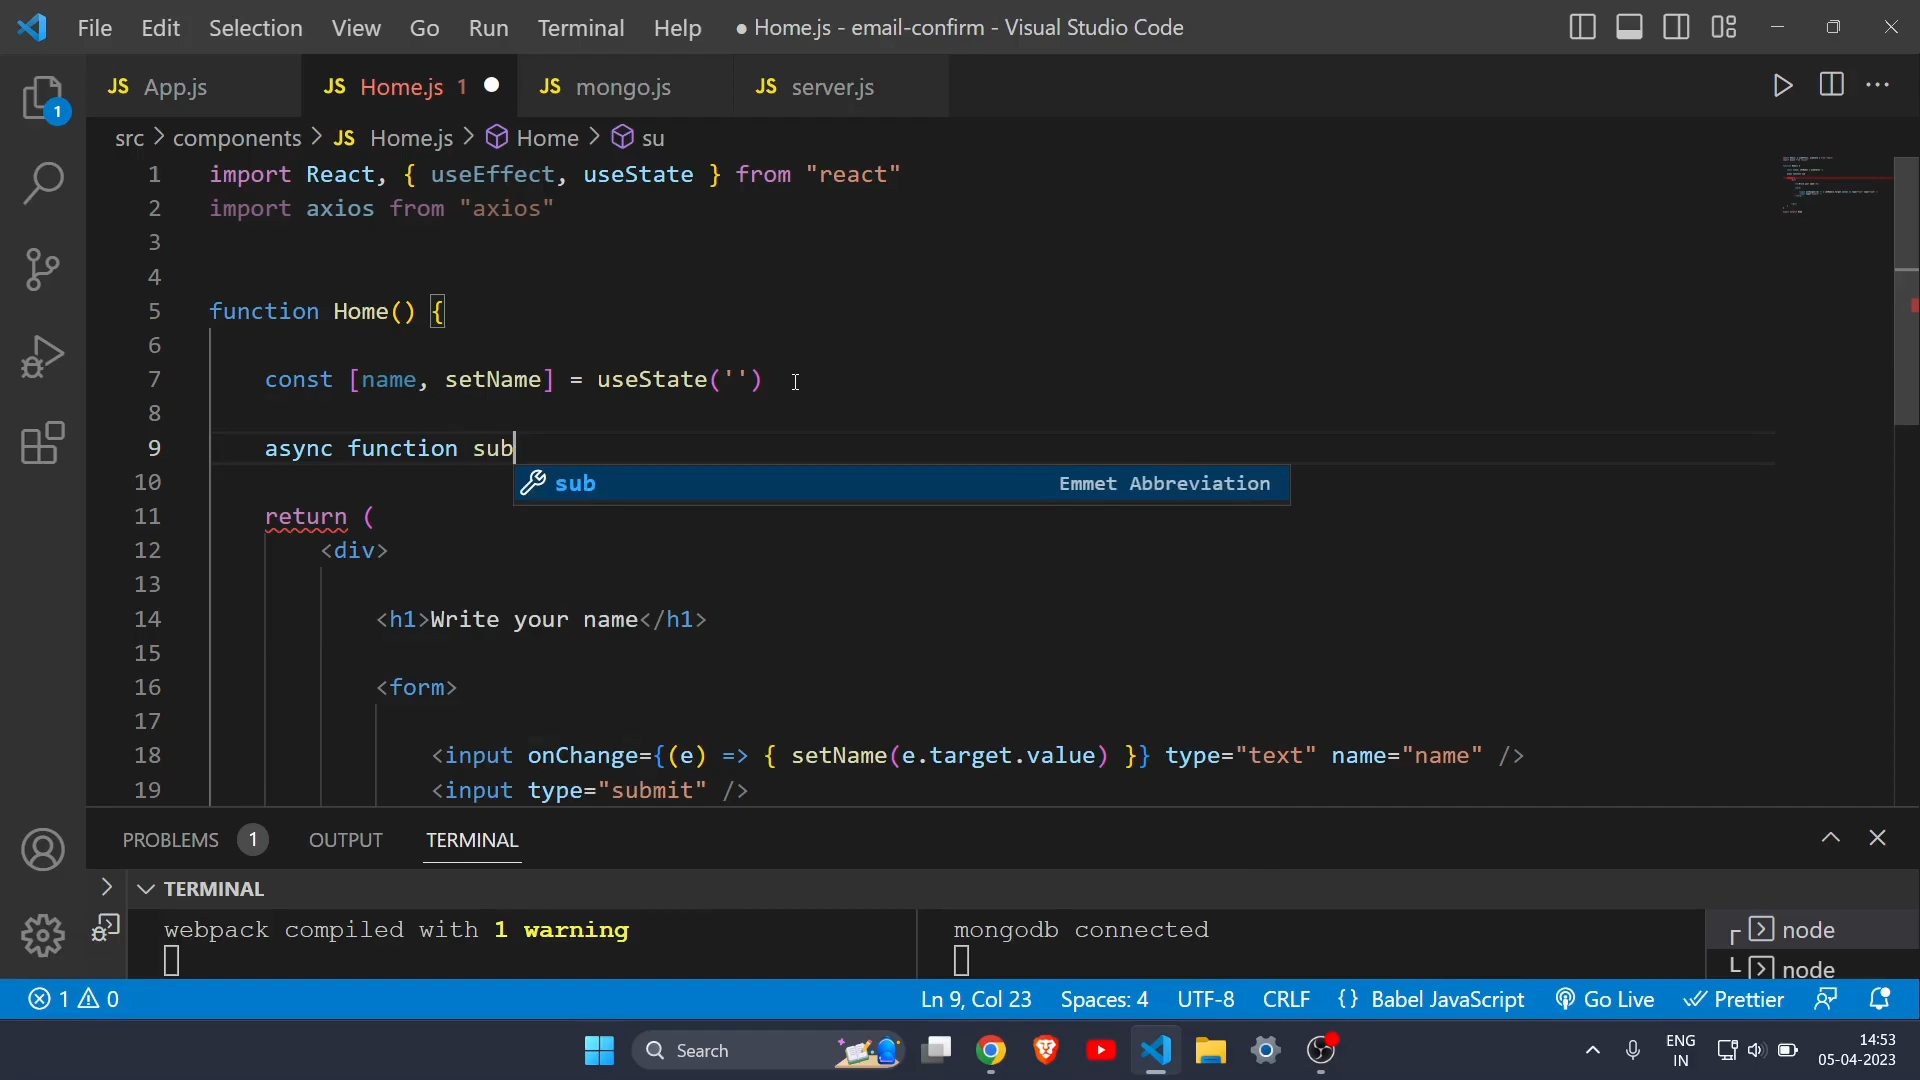 File Edit Selection View Go Run Terminal Help ● Home.js - email-confirm - Visual Studio Code
JS App.js JS Home.js 1 JS mongo.js JS server.js
1
src > components > JS Home.js > Home > su
1 import React, { useEffect, useState } from "react"
2 import axios from "axios"
3
4
5 function Home() {
6
7 const [name, setName] = useState('')
8
9 async function sub
sub Emmet Abbreviation
10
11 return (
12 <div>
13
14 <h1>Write your name</h1>
15
16 <form>
17
18 <input onChange={(e) => { setName(e.target.value) }} type="text" name="name" />
19 <input type="submit" />
PROBLEMS 1 OUTPUT TERMINAL
TERMINAL
webpack compiled with 1 warning
mongodb connected
node
node
1 0 Ln 9, Col 23 Spaces: 4 UTF-8 CRLF {} Babel JavaScript Go Live Prettier
Search
ENG
IN
14:53
05-04-2023